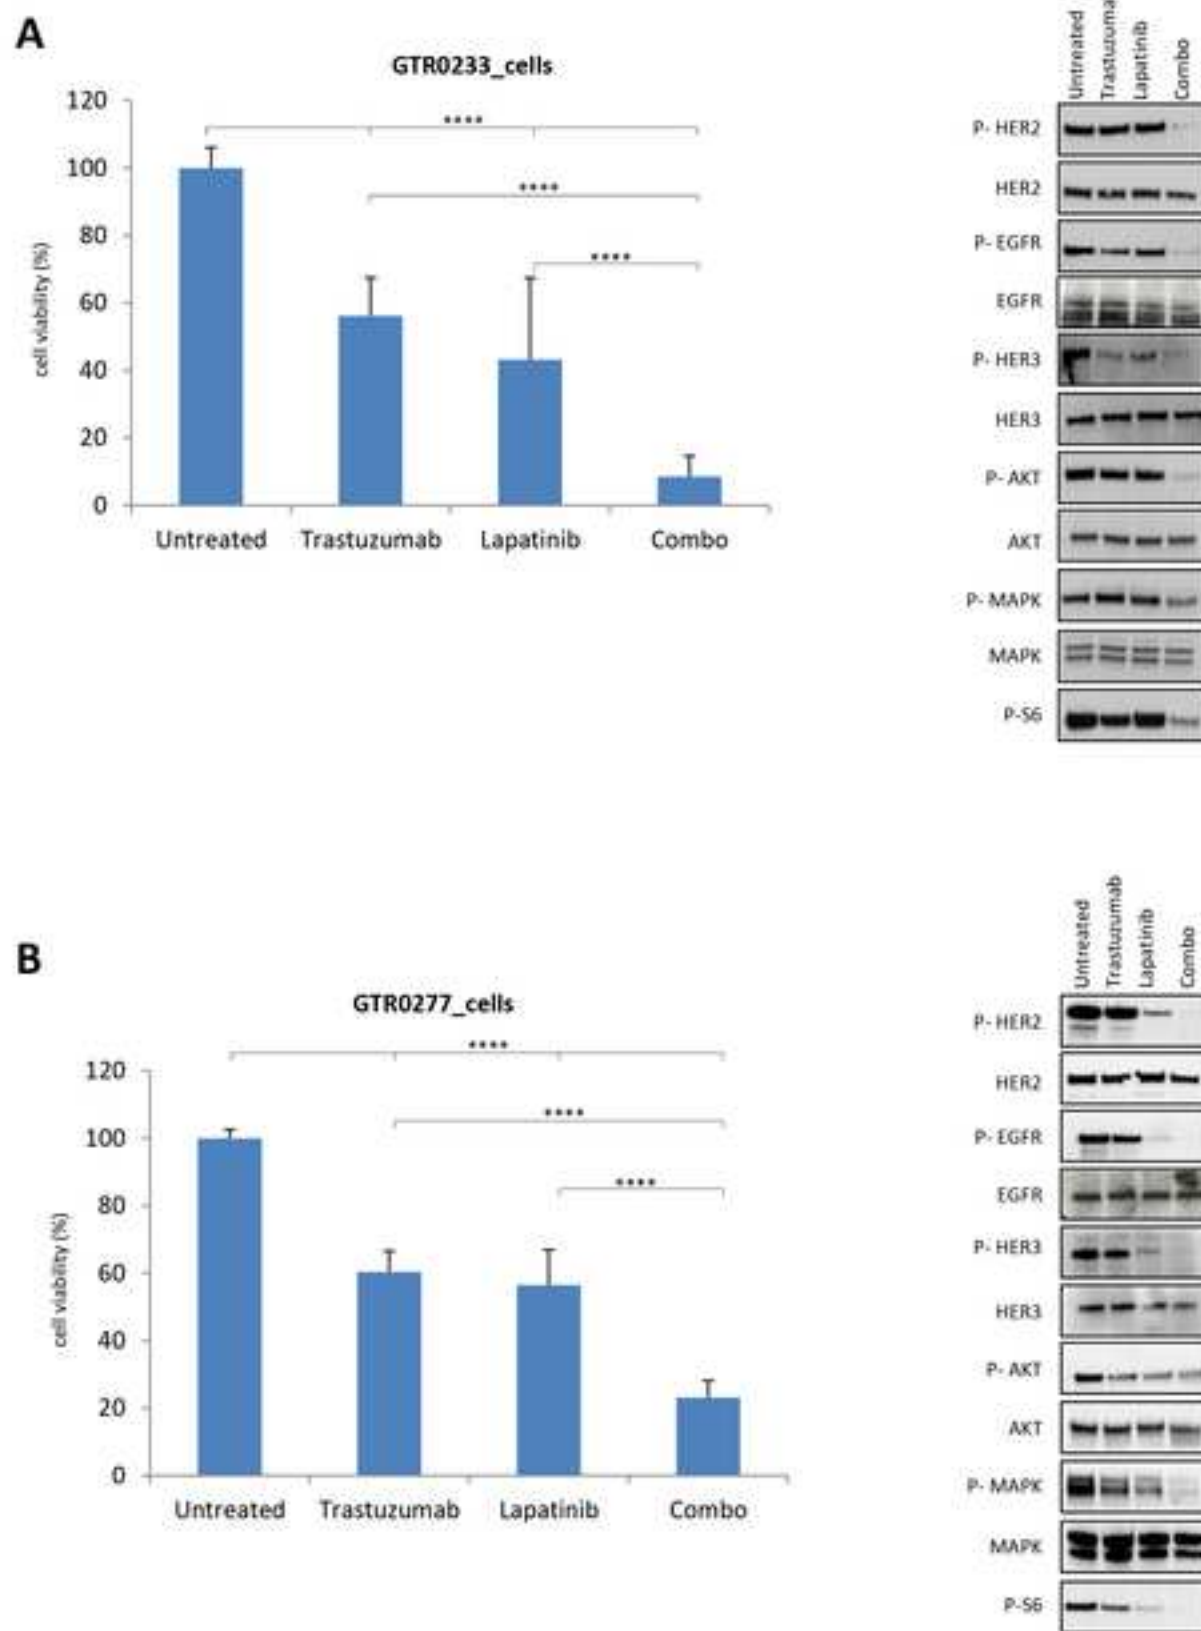 A
GTR0233_cells
****
****
****
120
100
80
60
40
20
0
cell viability (%)
Untreated Trastuzumab Lapatinib Combo
Untreated
Trastuzuma
Lapatinib
Combo
P- HER2
HER2
P- EGFR
EGFR
P- HER3
HER3
P- AKT
AKT
P- MAPK
MAPK
P-S6
B
GTR0277_cells
****
****
****
120
100
80
60
40
20
0
cell viability (%)
Untreated Trastuzumab Lapatinib Combo
Untreated
Trastuzumab
Lapatinib
Combo
P- HER2
HER2
P- EGFR
EGFR
P- HER3
HER3
P- AKT
AKT
P- MAPK
MAPK
P-S6